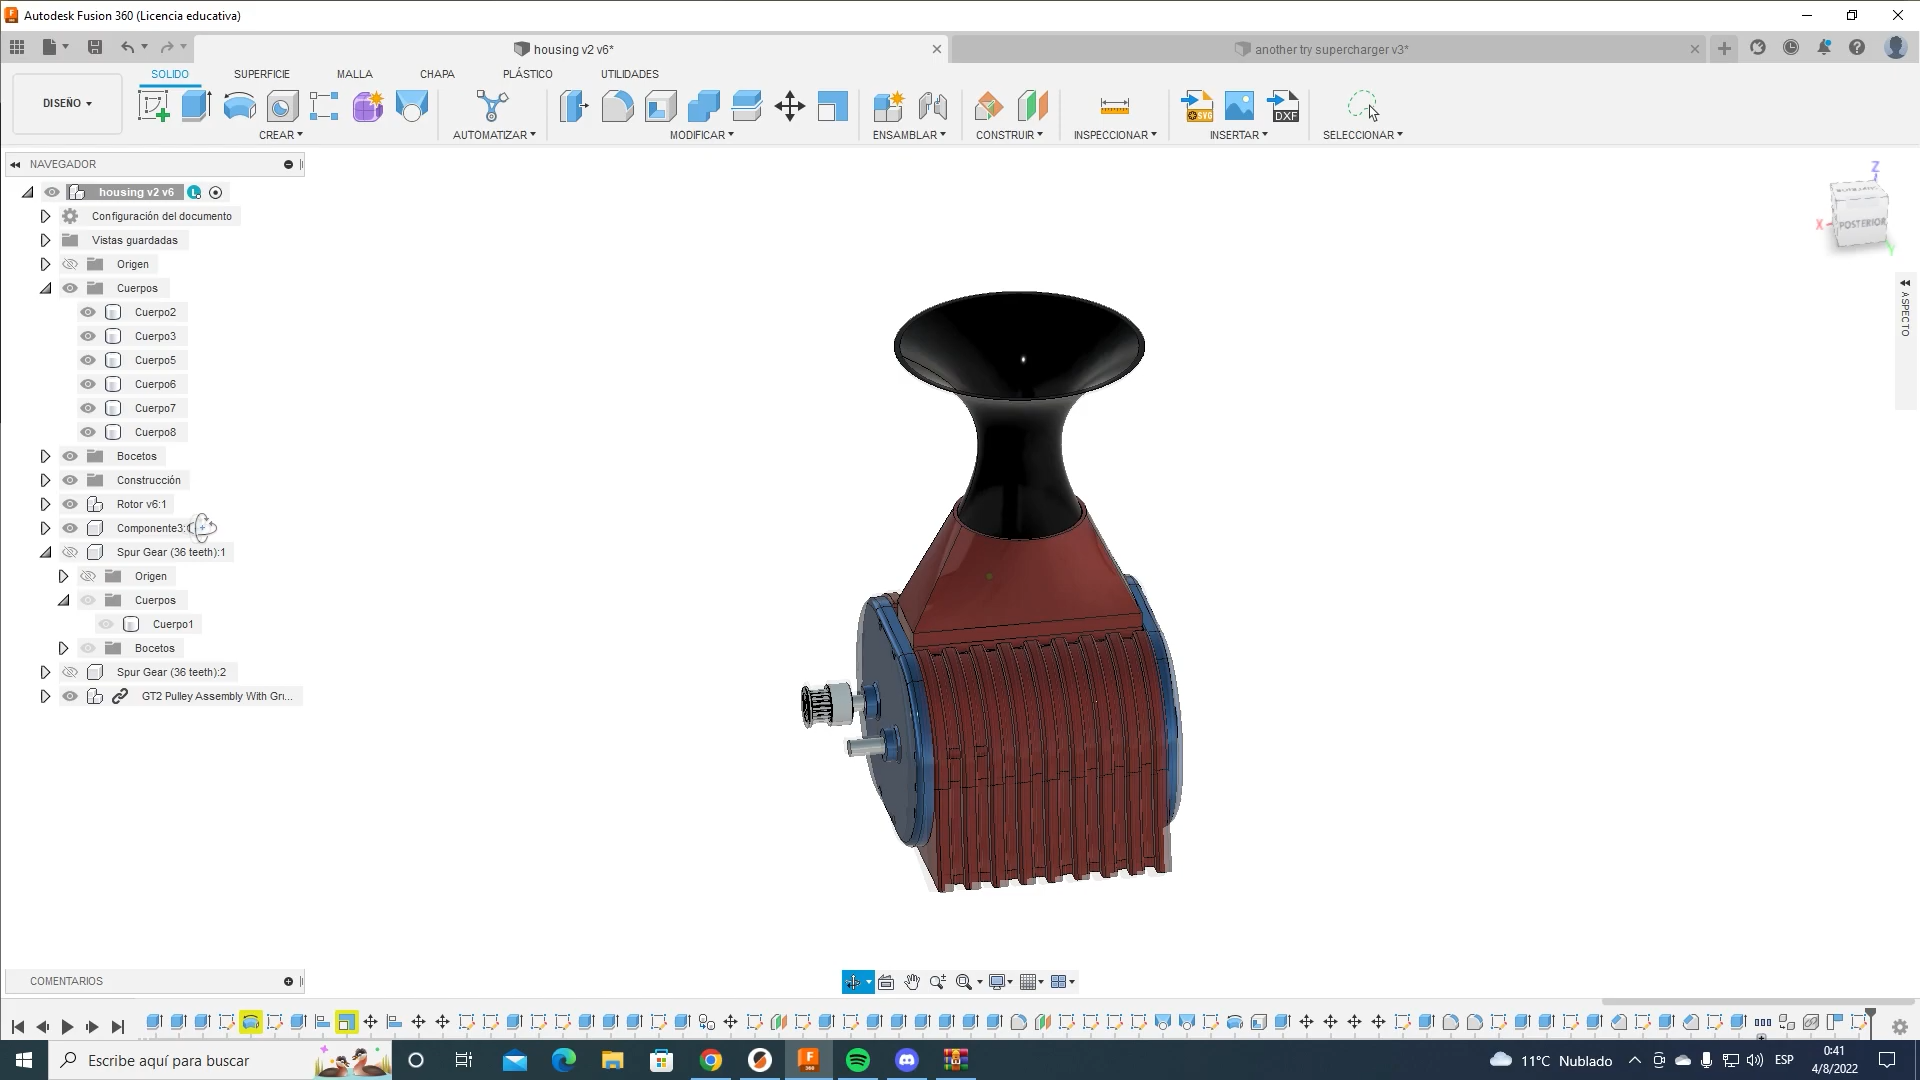 Autodesk Fusion 360 (Licencia educativa)
housing v2 v6*
another try supercharger v3*
SOLIDO
SUPERFICIE
MALLA
CHAPA
PLÁSTICO
UTILIDADES
DISEÑO
CREAR
AUTOMATIZAR
MODIFICAR
ENSAMBLAR
CONSTRUIR
INSPECCIONAR
INSERTAR
SELECCIONAR
SVG
DXF
NAVEGADOR
housing v2 v6
Configuración del documento
Vistas guardadas
Origen
Cuerpos
Cuerpo2
Cuerpo3
Cuerpo5
Cuerpo6
Cuerpo7
Cuerpo8
Bocetos
Construcción
Rotor v6:1
Componente3:1
Spur Gear (36 teeth):1
Origen
Cuerpos
Cuerpo1
Bocetos
Spur Gear (36 teeth):2
GT2 Pulley Assembly With Gru...
Z
X
POSTERIOR
Y
ASPECTO
COMENTARIOS
Escribe aquí para buscar
F
360
11°C Nublado
ESP
0:41
4/8/2022